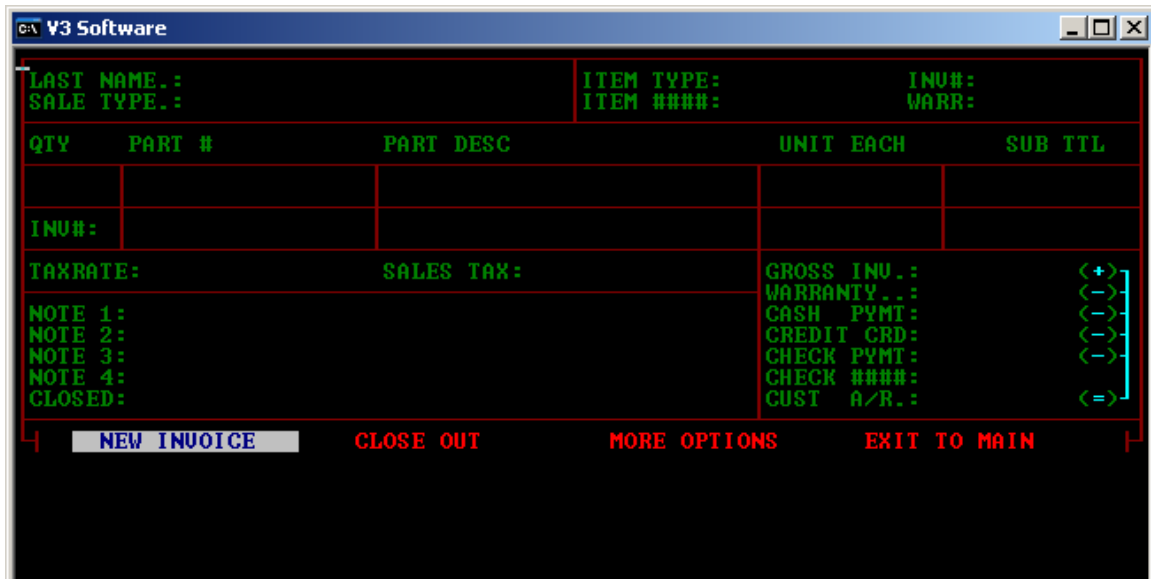 C:\ V3 Software
LAST NAME.: ITEM TYPE: INV#:
SALE TYPE.: ITEM ####: WARR:
QTY PART # PART DESC UNIT EACH SUB TTL
INV#:
TAXRATE: SALES TAX: GROSS INV.: (+)
WARRANTY..: (-)
NOTE 1: CASH PYMT: (-)
NOTE 2: CREDIT CRD: (-)
NOTE 3: CHECK PYMT: (-)
NOTE 4: CHECK ####:
CLOSED: CUST A/R.: (=)
NEW INVOICE CLOSE OUT MORE OPTIONS EXIT TO MAIN